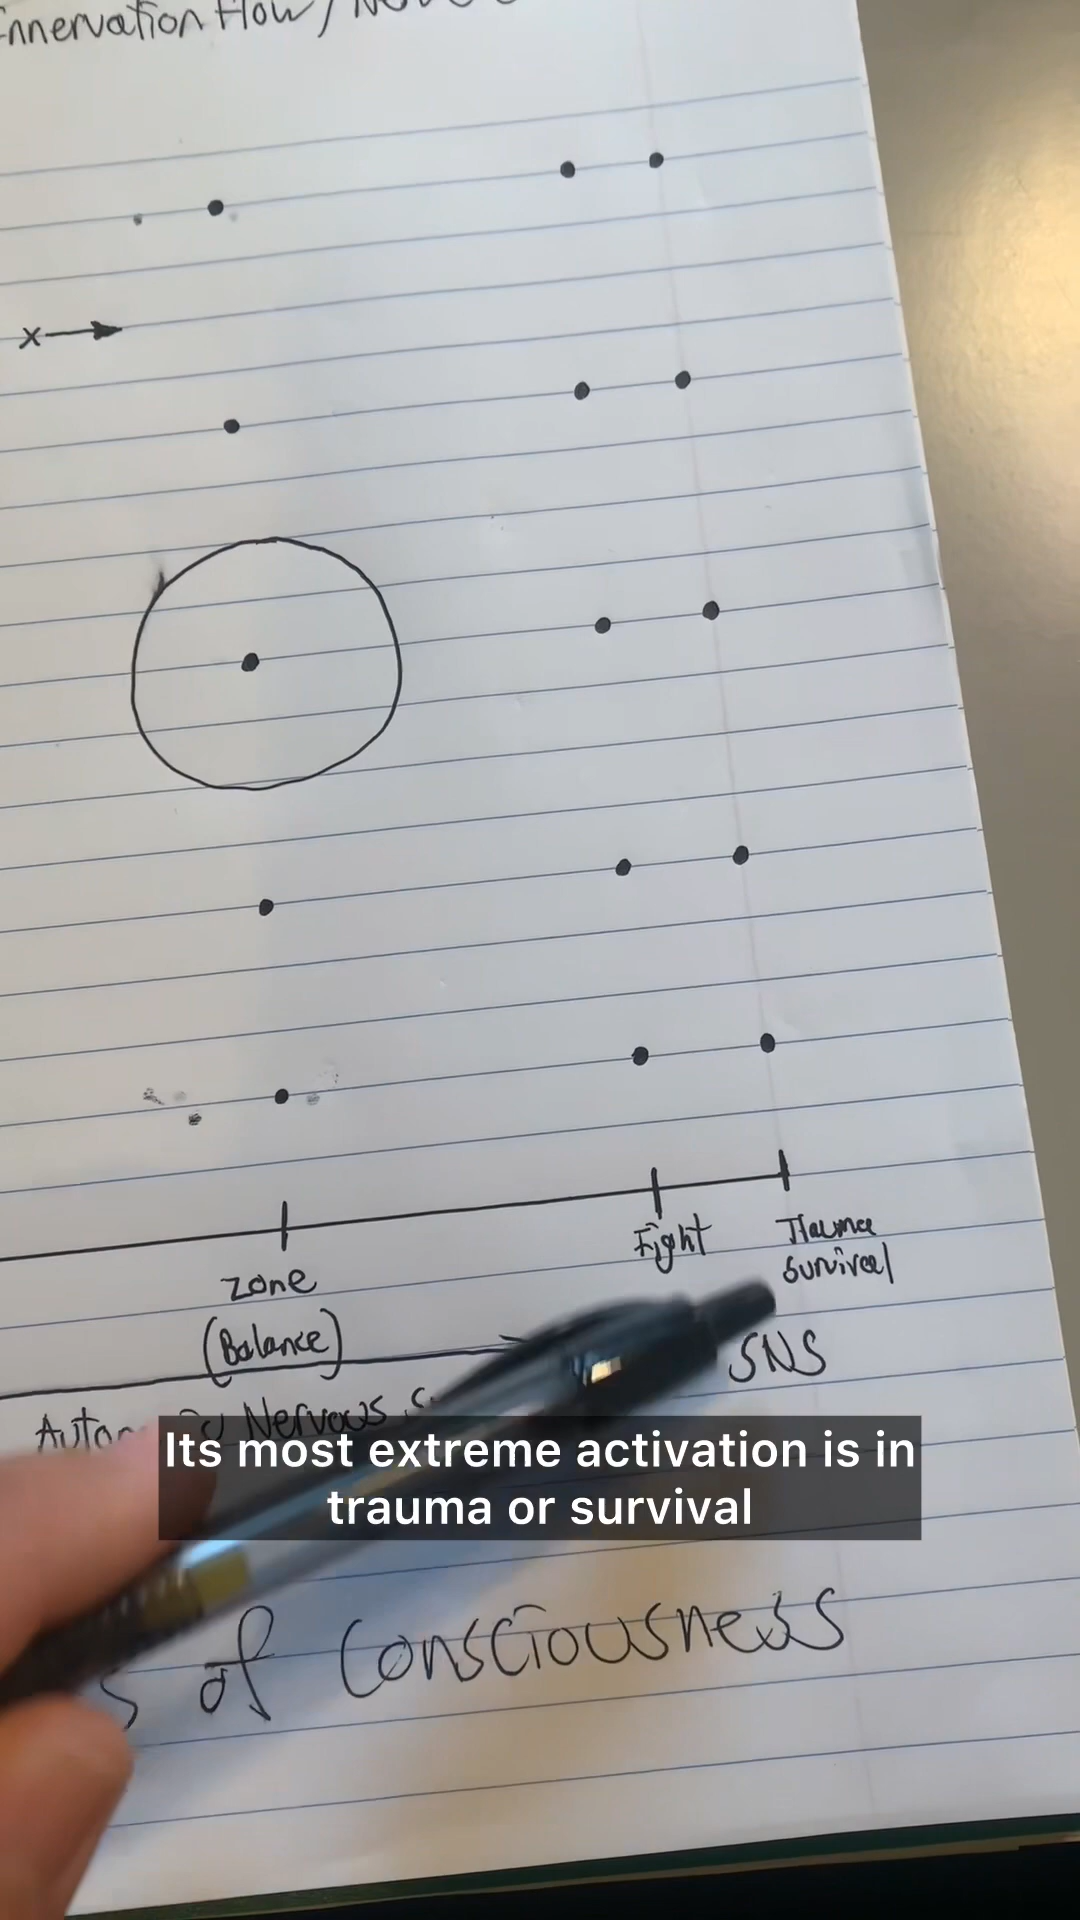 Innervation Flow /
x
Fight
Trauma
Survival
Zone
(Balance)
SNS
Nervous
Its most extreme activation is in
trauma or survival
s of Consciousness